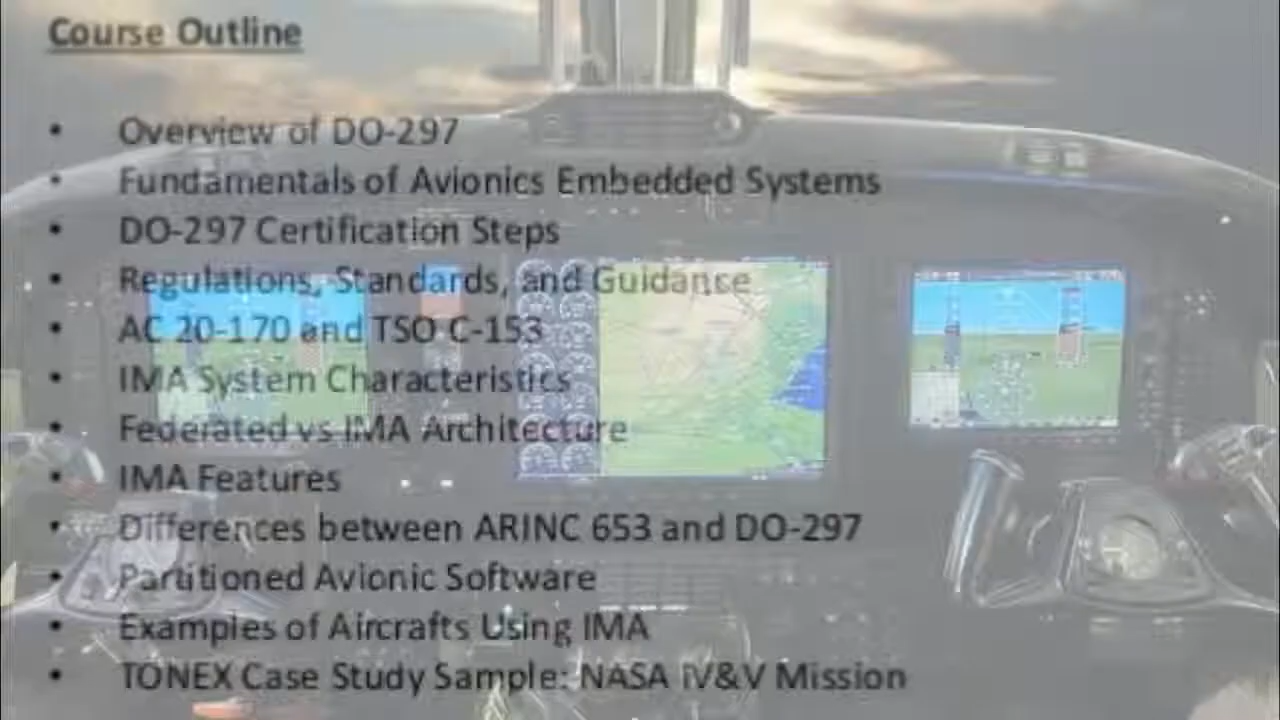 Course Outline
• Overview of DO-297
• Fundamentals of Avionics Embedded Systems
• DO-297 Certification Steps
• Regulations, Standards, and Guidance
• AC 20-170 and TSO C-153
• IMA System Characteristics
• Federated vs IMA Architecture
• IMA Features
• Differences between ARINC 653 and DO-297
• Partitioned Avionic Software
• Examples of Aircrafts Using IMA
• TONEX Case Study Sample: NASA IV&V Mission